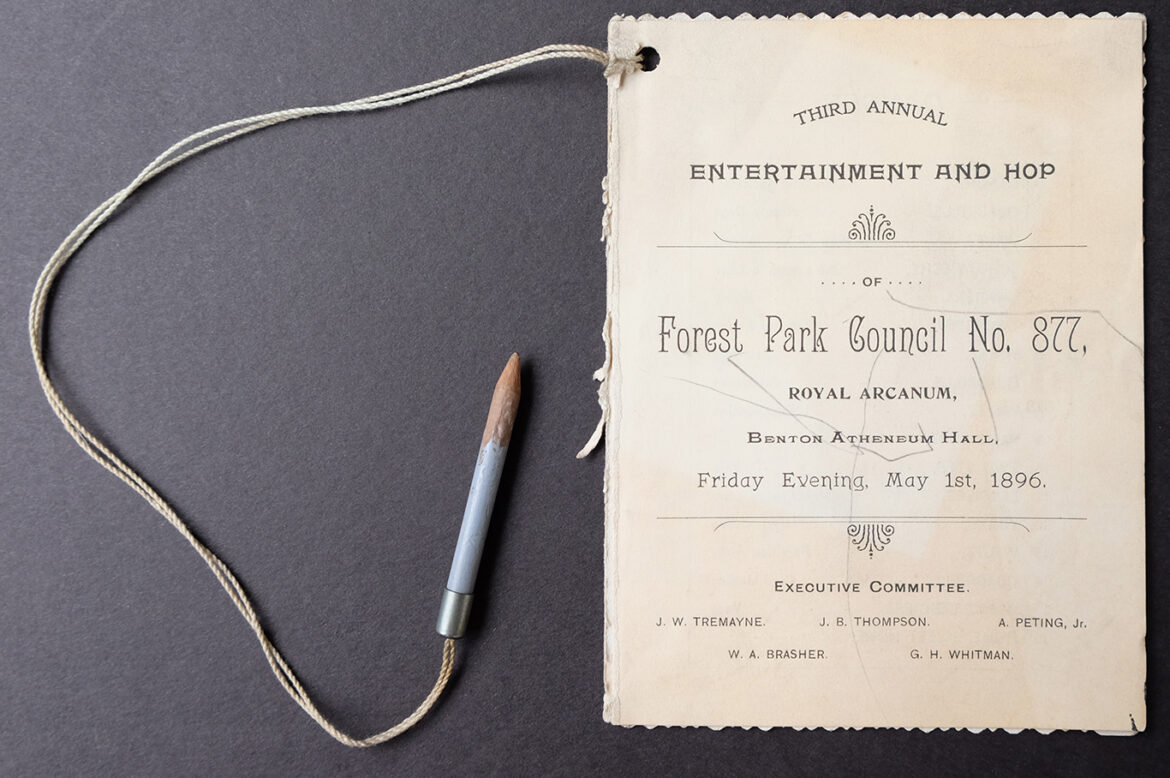 THIRD ANNUAL
ENTERTAINMENT AND HOP
....OF....
Forest Park Council No. 877,
ROYAL ARCANUM,
BENTON ATHENEUM HALL,
Friday Evening, May 1st, 1896.
EXECUTIVE COMMITTEE.
J. W. TREMAYNE. J. B. THOMPSON. A. PETING, Jr.
W. A. BRASHER. G. H. WHITMAN.